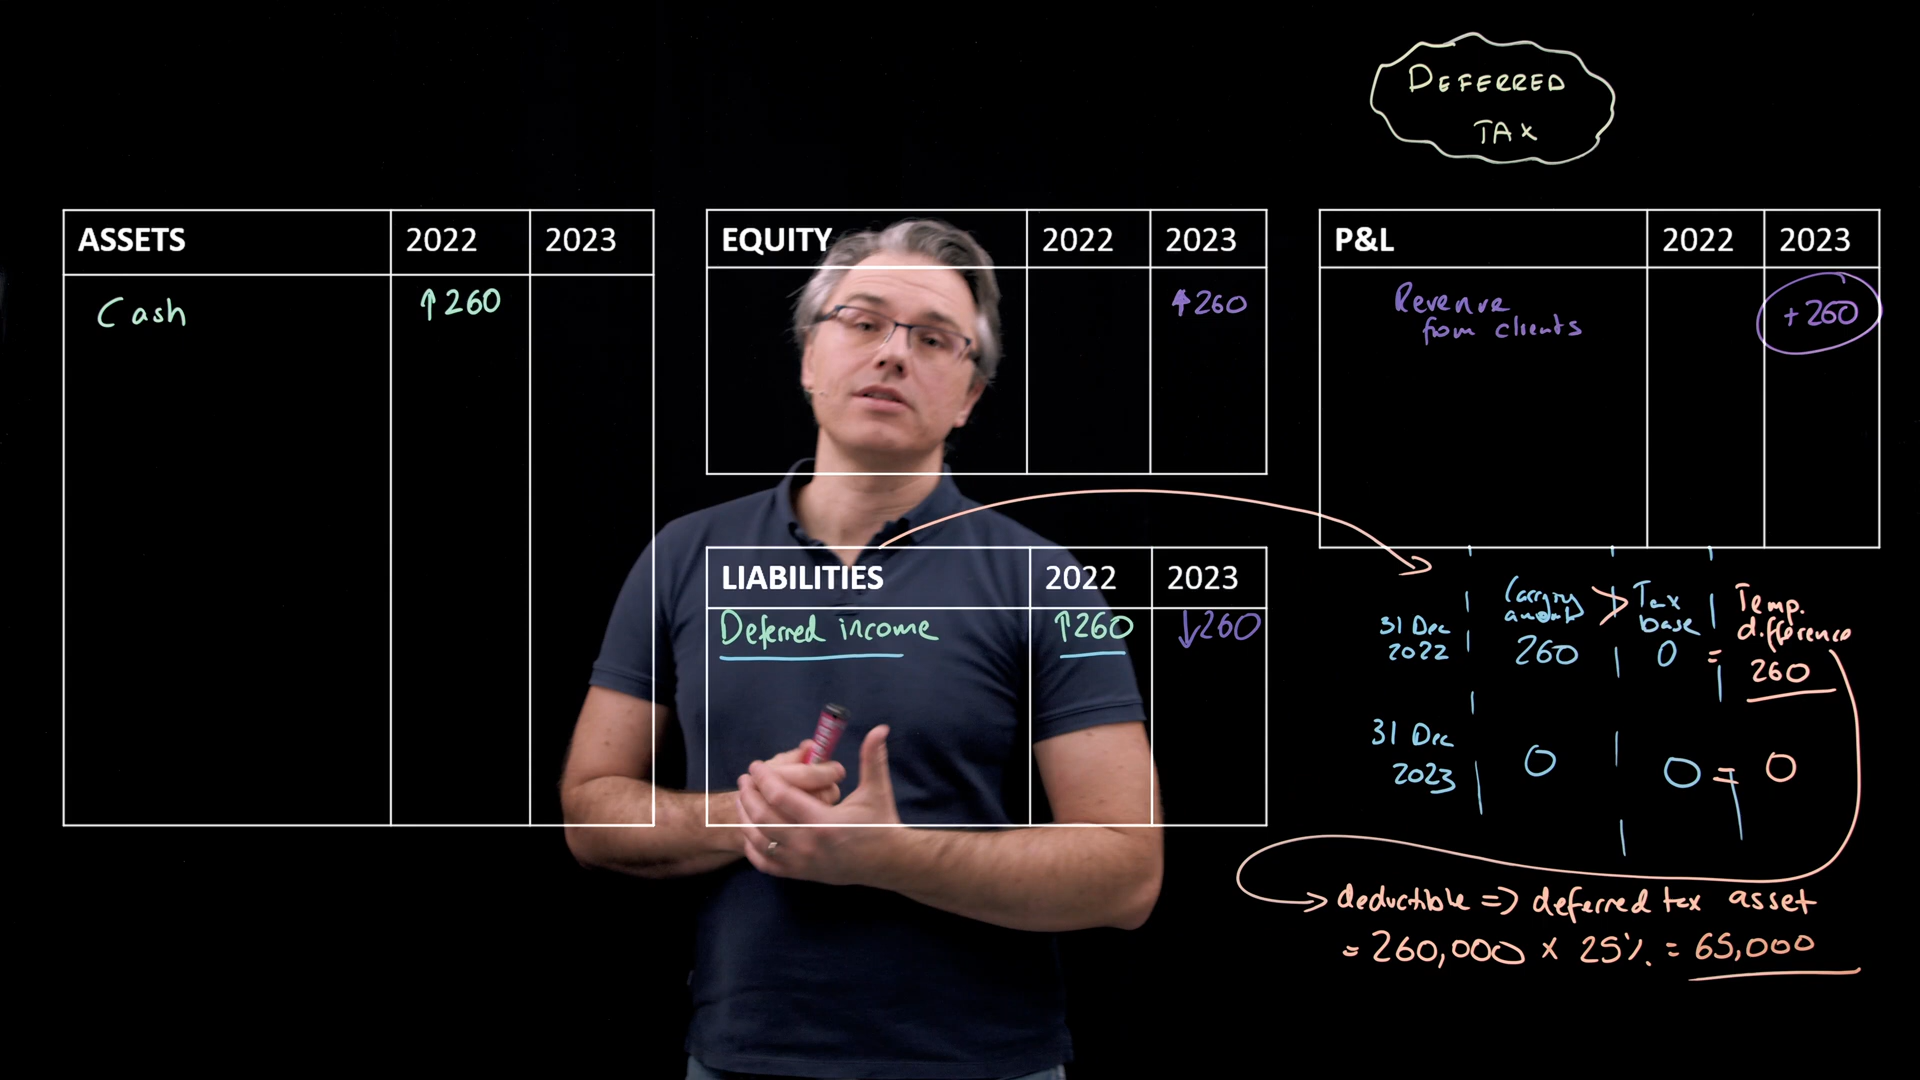 DEFERRED
TAX
ASSETS 2022 2023
Cash ↑260
EQUITY 2022 2023
↑260
LIABILITIES 2022 2023
Deferred income ↑260 ↓260
P&L 2022 2023
Revenue
from clients +260
Carrying amount > Tax base Temp. difference
31 Dec 2022 260 0 = 260
31 Dec 2023 0 0 = 0
deductible => deferred tax asset
= 260,000 x 25% = 65,000